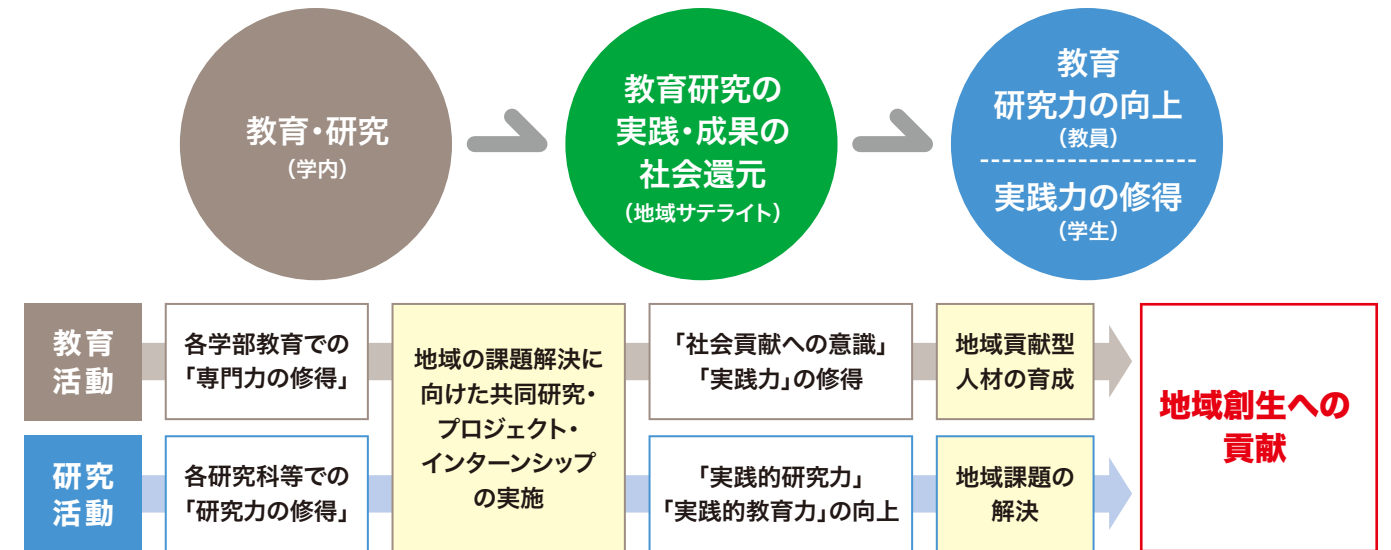 教育・研究
（学内）
教育研究の
実践・成果の
社会還元
（地域サテライト）
教育
研究力の向上
（教員）
実践力の修得
（学生）
教育
活動
各学部教育での
「専門力の修得」
地域の課題解決に
向けた共同研究・
プロジェクト・
インターンシップ
の実施
「社会貢献への意識」
「実践力」の修得
地域貢献型
人材の育成
地域創生への
貢献
研究
活動
各研究科等での
「研究力の修得」
「実践的研究力」
「実践的教育力」の向上
地域課題の
解決